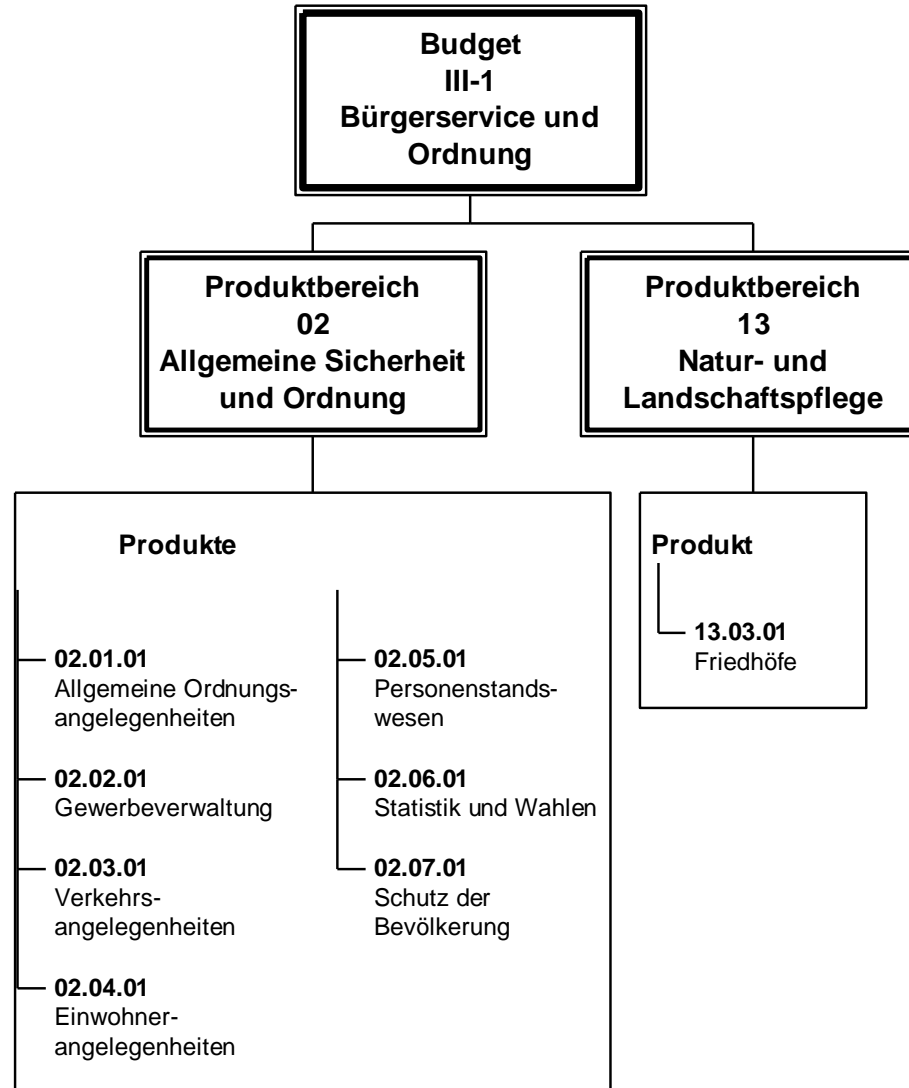 Budget
III-1
Bürgerservice und
Ordnung
Produktbereich
02
Allgemeine Sicherheit
und Ordnung
Produktbereich
13
Natur- und
Landschaftspflege
Produkte
02.01.01
Allgemeine Ordnungs-
angelegenheiten
02.02.01
Gewerbeverwaltung
02.03.01
Verkehrs-
angelegenheiten
02.04.01
Einwohner-
angelegenheiten
02.05.01
Personenstands-
wesen
02.06.01
Statistik und Wahlen
02.07.01
Schutz der
Bevölkerung
Produkt
13.03.01
Friedhöfe